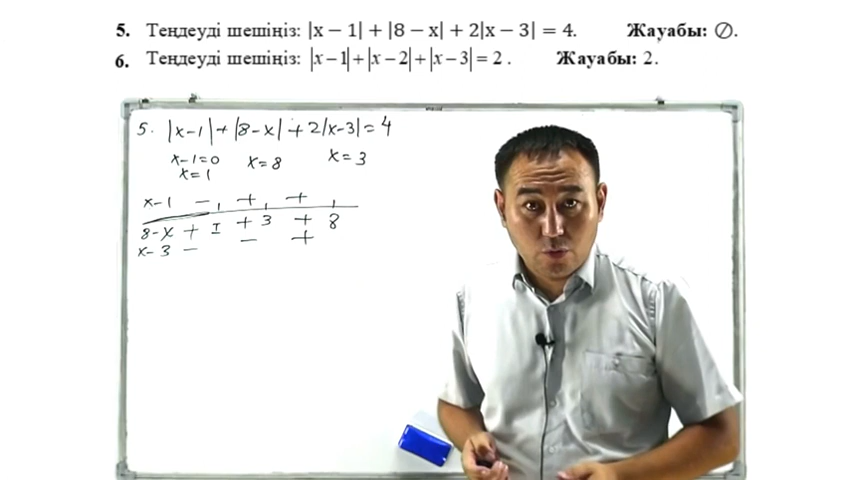 5. Теңдеуді шешіңіз: |x − 1| + |8 − x| + 2|x − 3| = 4. Жауабы: ∅.
6. Теңдеуді шешіңіз: |x−1|+|x−2|+|x−3|=2. Жауабы: 2.
5. |x-1|+|8-x|+2|x-3|=4
x-1=0 x=8 x=3
x=1
x-1 - + +
8-x + I + 3 + 8
x-3 - - +